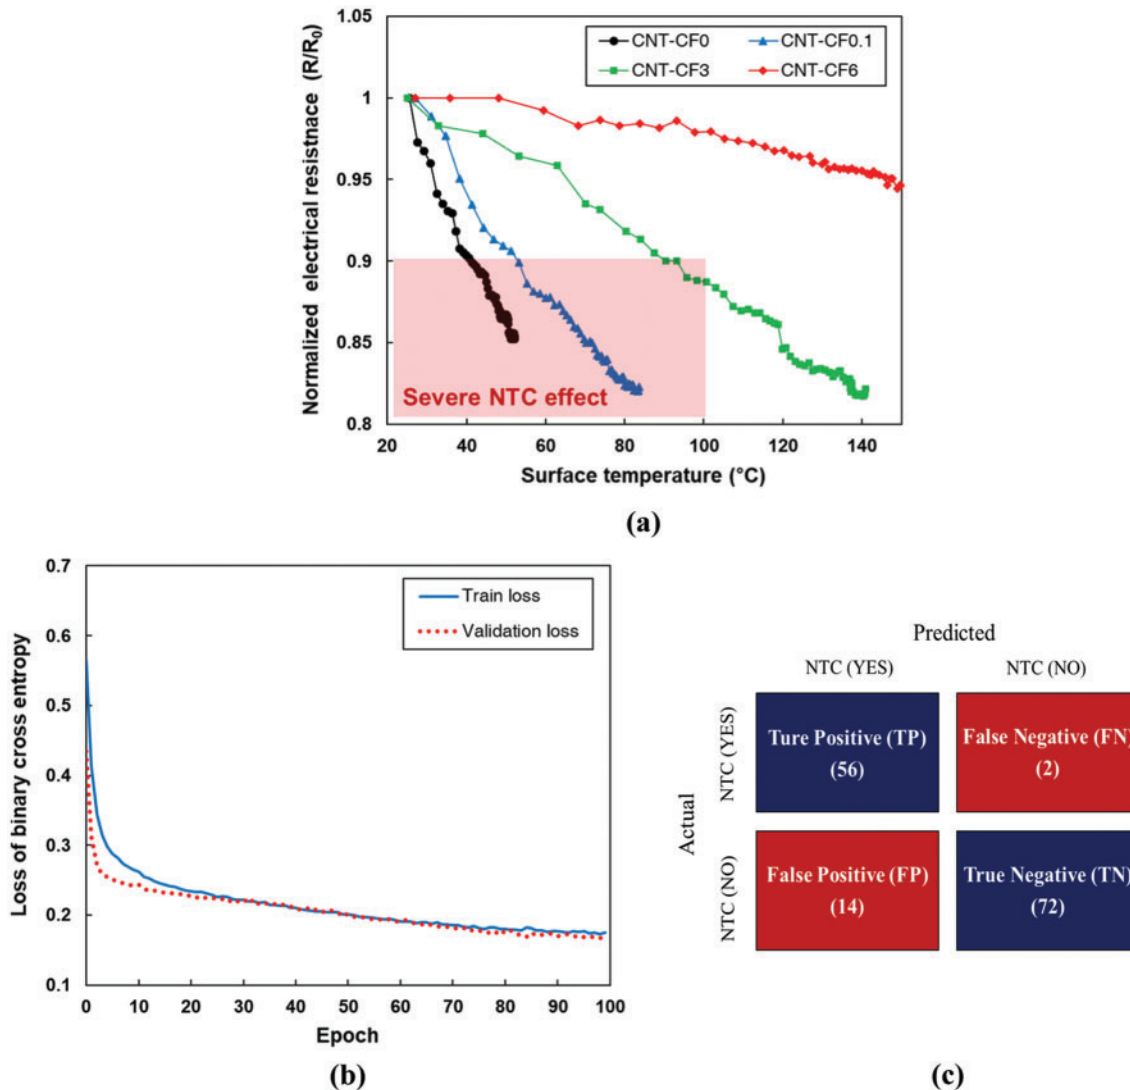 1.05
CNT-CF0 CNT-CF0.1
CNT-CF3 CNT-CF6
1
0.95
0.9
0.85
0.8
Normalized electrical resistnace (R/R0)
Severe NTC effect
20 40 60 80 100 120 140
Surface temperature (°C)
(a)
0.7
0.6
0.5
0.4
0.3
0.2
0.1
Loss of binary cross entropy
Train loss
Validation loss
0 10 20 30 40 50 60 70 80 90 100
Epoch
(b)
Predicted
NTC (YES) NTC (NO)
Actual
NTC (YES)
Ture Positive (TP)
(56)
False Negative (FN)
(2)
NTC (NO)
False Positive (FP)
(14)
True Negative (TN)
(72)
(c)